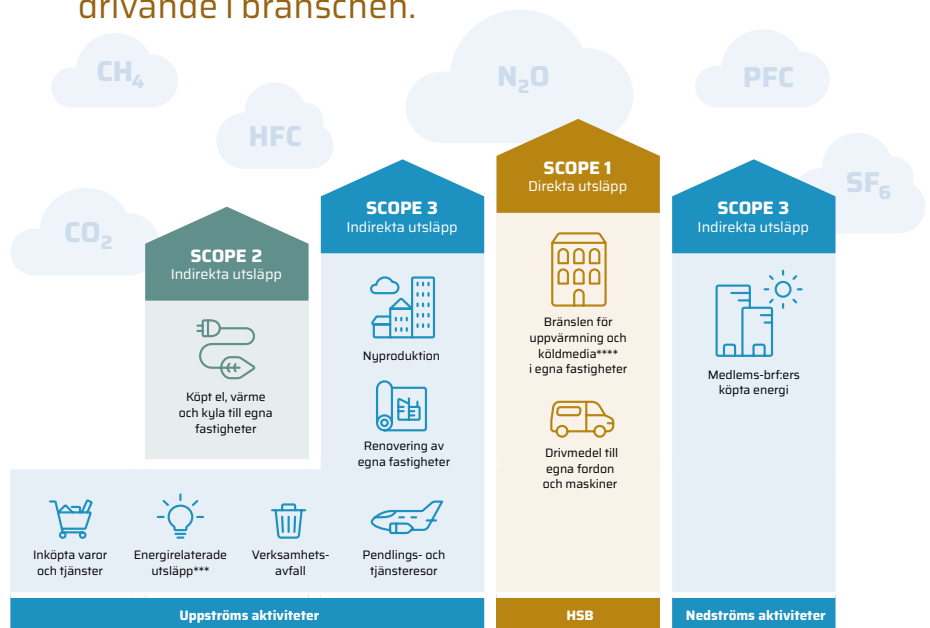 drivande i branschen.
CH₄
HFC
N₂O
PFC
SF₆
CO₂
SCOPE 2
Indirekta utsläpp
Köpt el, värme
och kyla till egna
fastigheter
SCOPE 3
Indirekta utsläpp
Nyproduktion
Renovering av
egna fastigheter
Inköpta varor
och tjänster
Energirelaterade
utsläpp***
Verksamhets-
avfall
Pendlings- och
tjänsteresor
Uppströms aktiviteter
SCOPE 1
Direkta utsläpp
Bränslen för
uppvärmning och
köldmedia****
i egna fastigheter
Drivmedel till
egna fordon
och maskiner
HSB
SCOPE 3
Indirekta utsläpp
Medlems-brf:ers
köpta energi
Nedströms aktiviteter